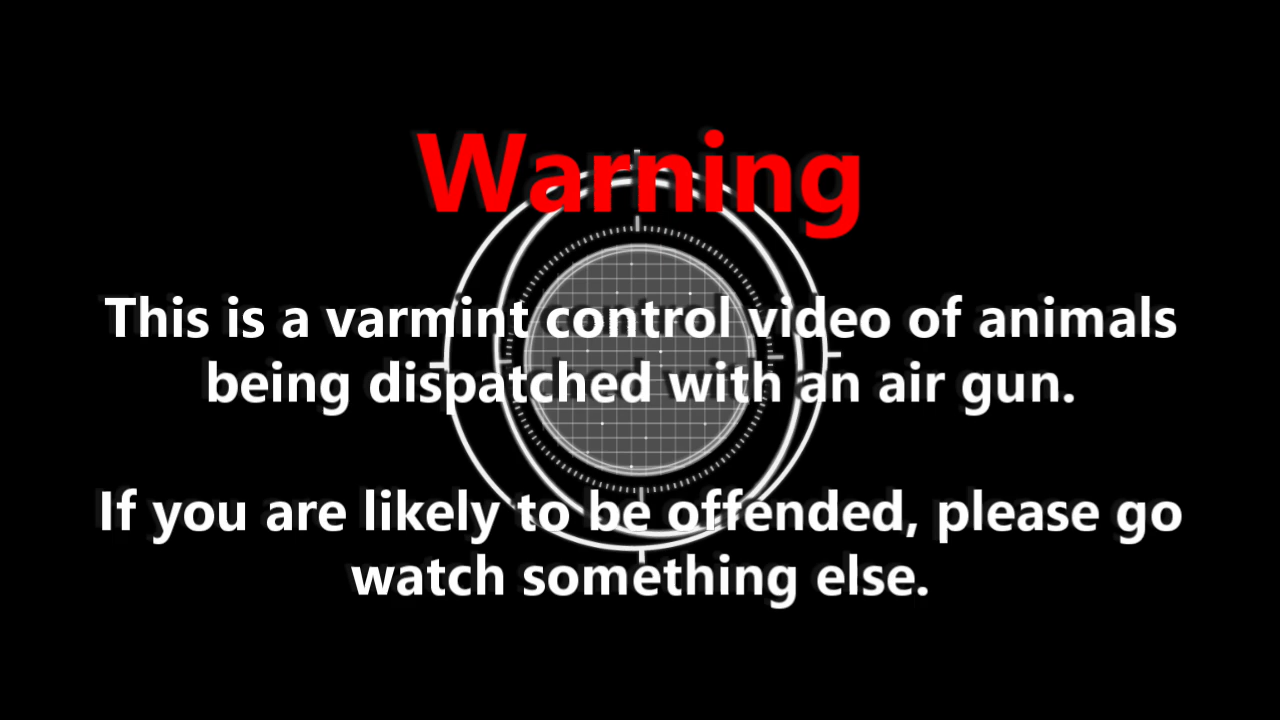 Warning
This is a varmint control video of animals
being dispatched with an air gun.
If you are likely to be offended, please go
watch something else.